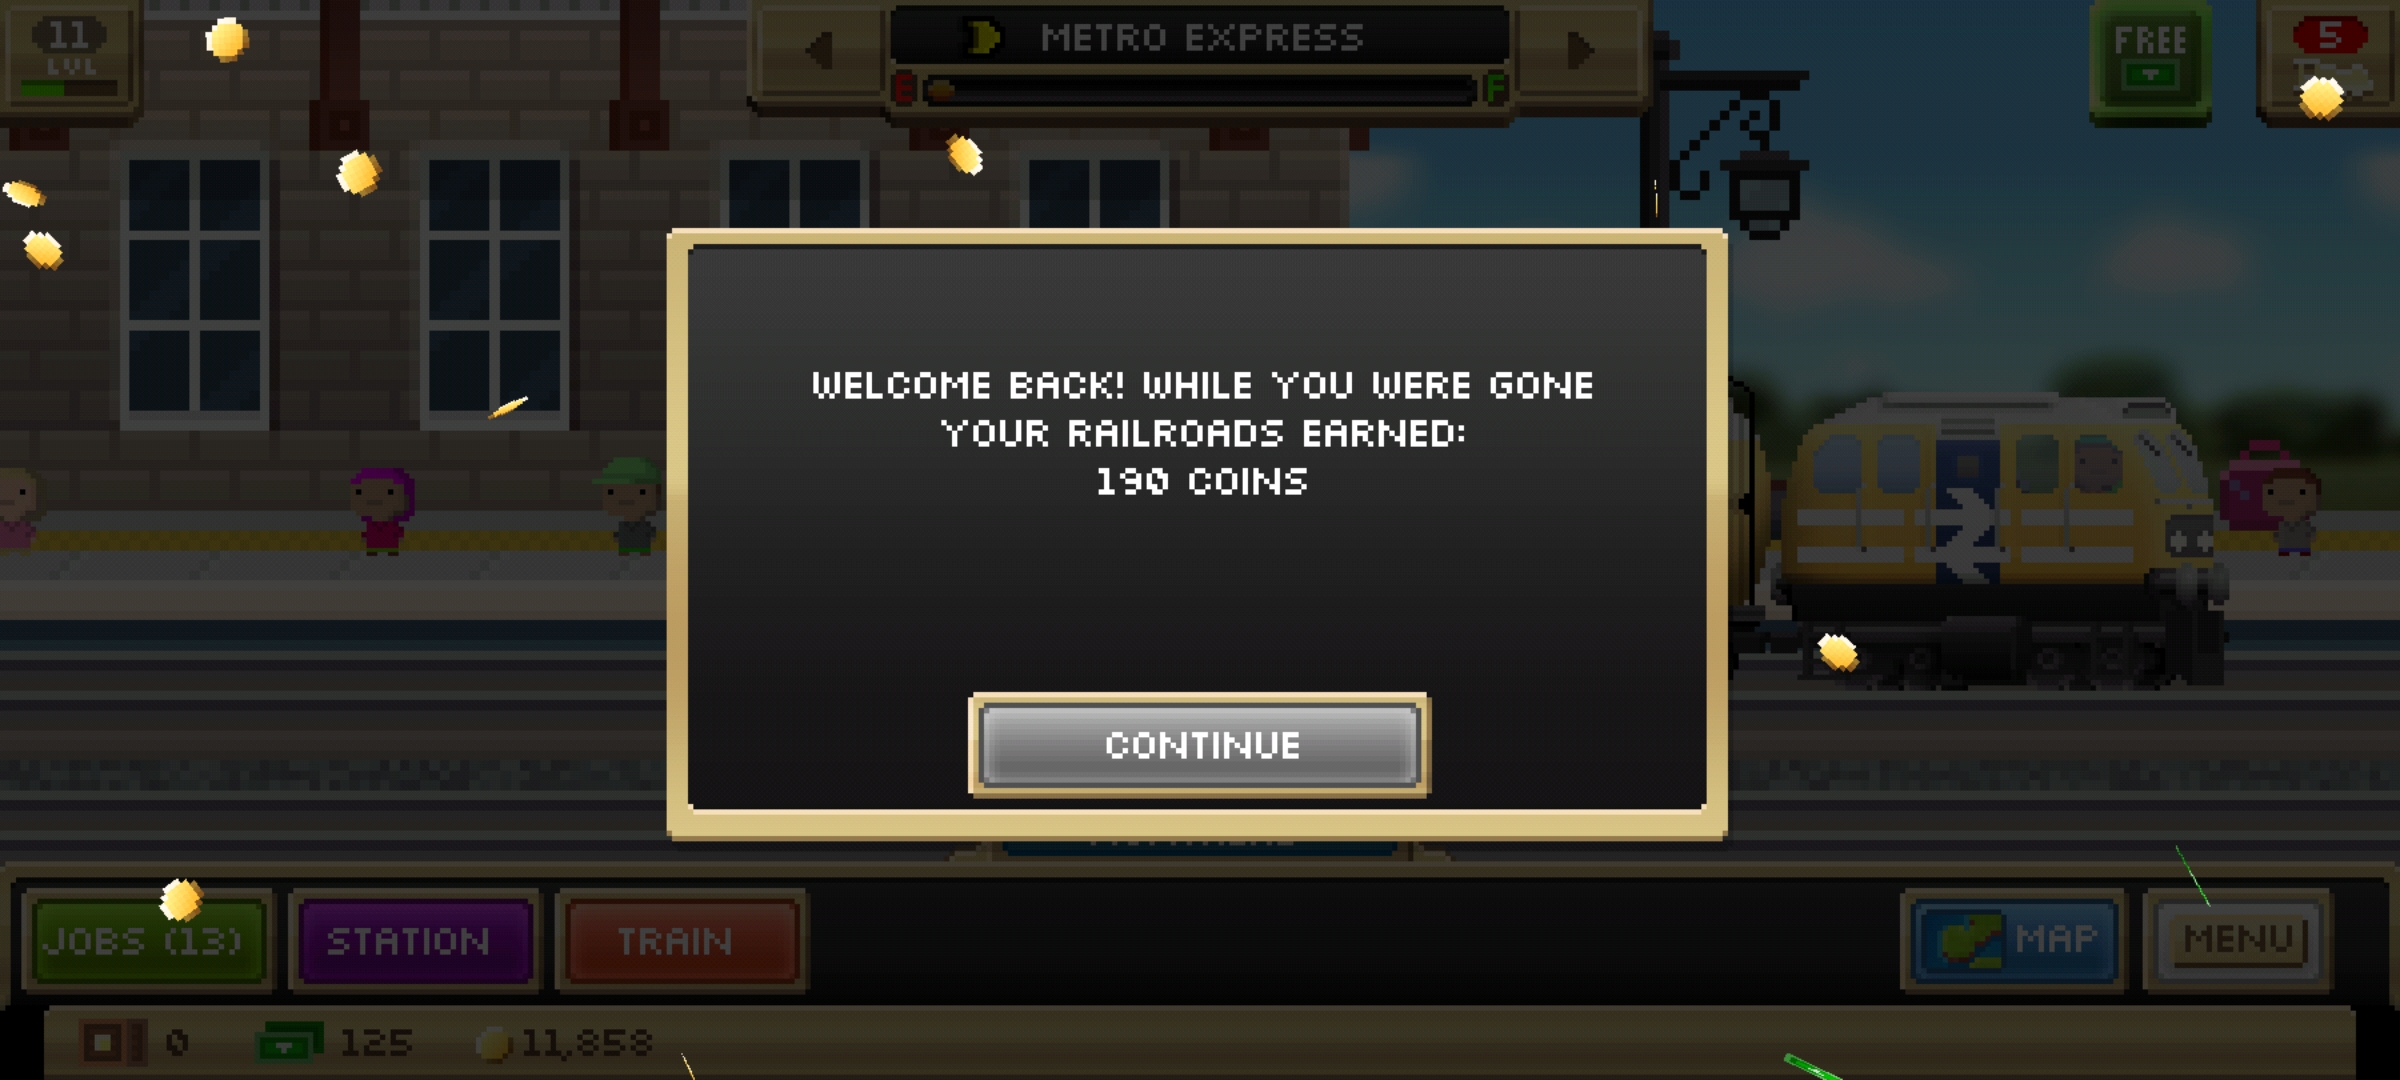 11
LVL
METRO EXPRESS
E
F
FREE
5
WELCOME BACK! WHILE YOU WERE GONE
YOUR RAILROADS EARNED:
190 COINS
CONTINUE
JOBS (13)
STATION
TRAIN
MAP
MENU
0
125
11,858